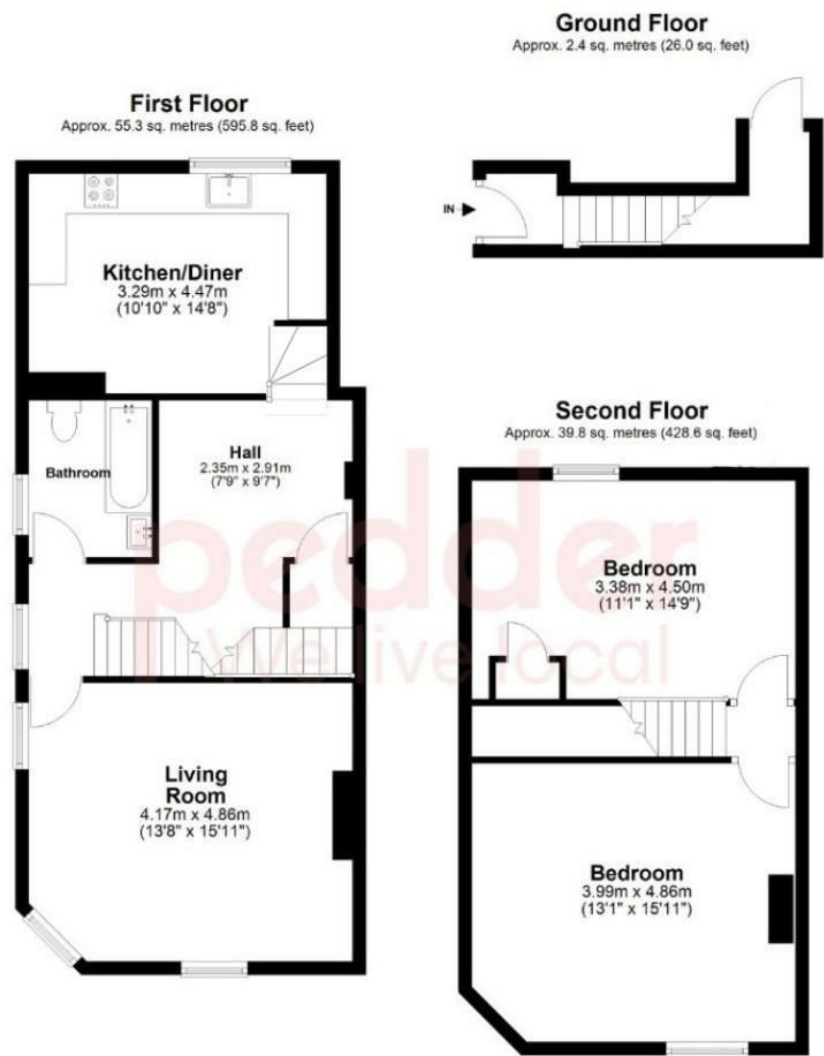 Ground Floor
Approx. 2.4 sq. metres (26.0 sq. feet)
IN
First Floor
Approx. 55.3 sq. metres (595.8 sq. feet)
Kitchen/Diner
3.29m x 4.47m
(10'10" x 14'8")
Bathroom
Hall
2.35m x 2.91m
(7'9" x 9'7")
Living
Room
4.17m x 4.86m
(13'8" x 15'11")
Second Floor
Approx. 39.8 sq. metres (428.6 sq. feet)
Bedroom
3.38m x 4.50m
(11'1" x 14'9")
Bedroom
3.99m x 4.86m
(13'1" x 15'11")
pedder
We live local